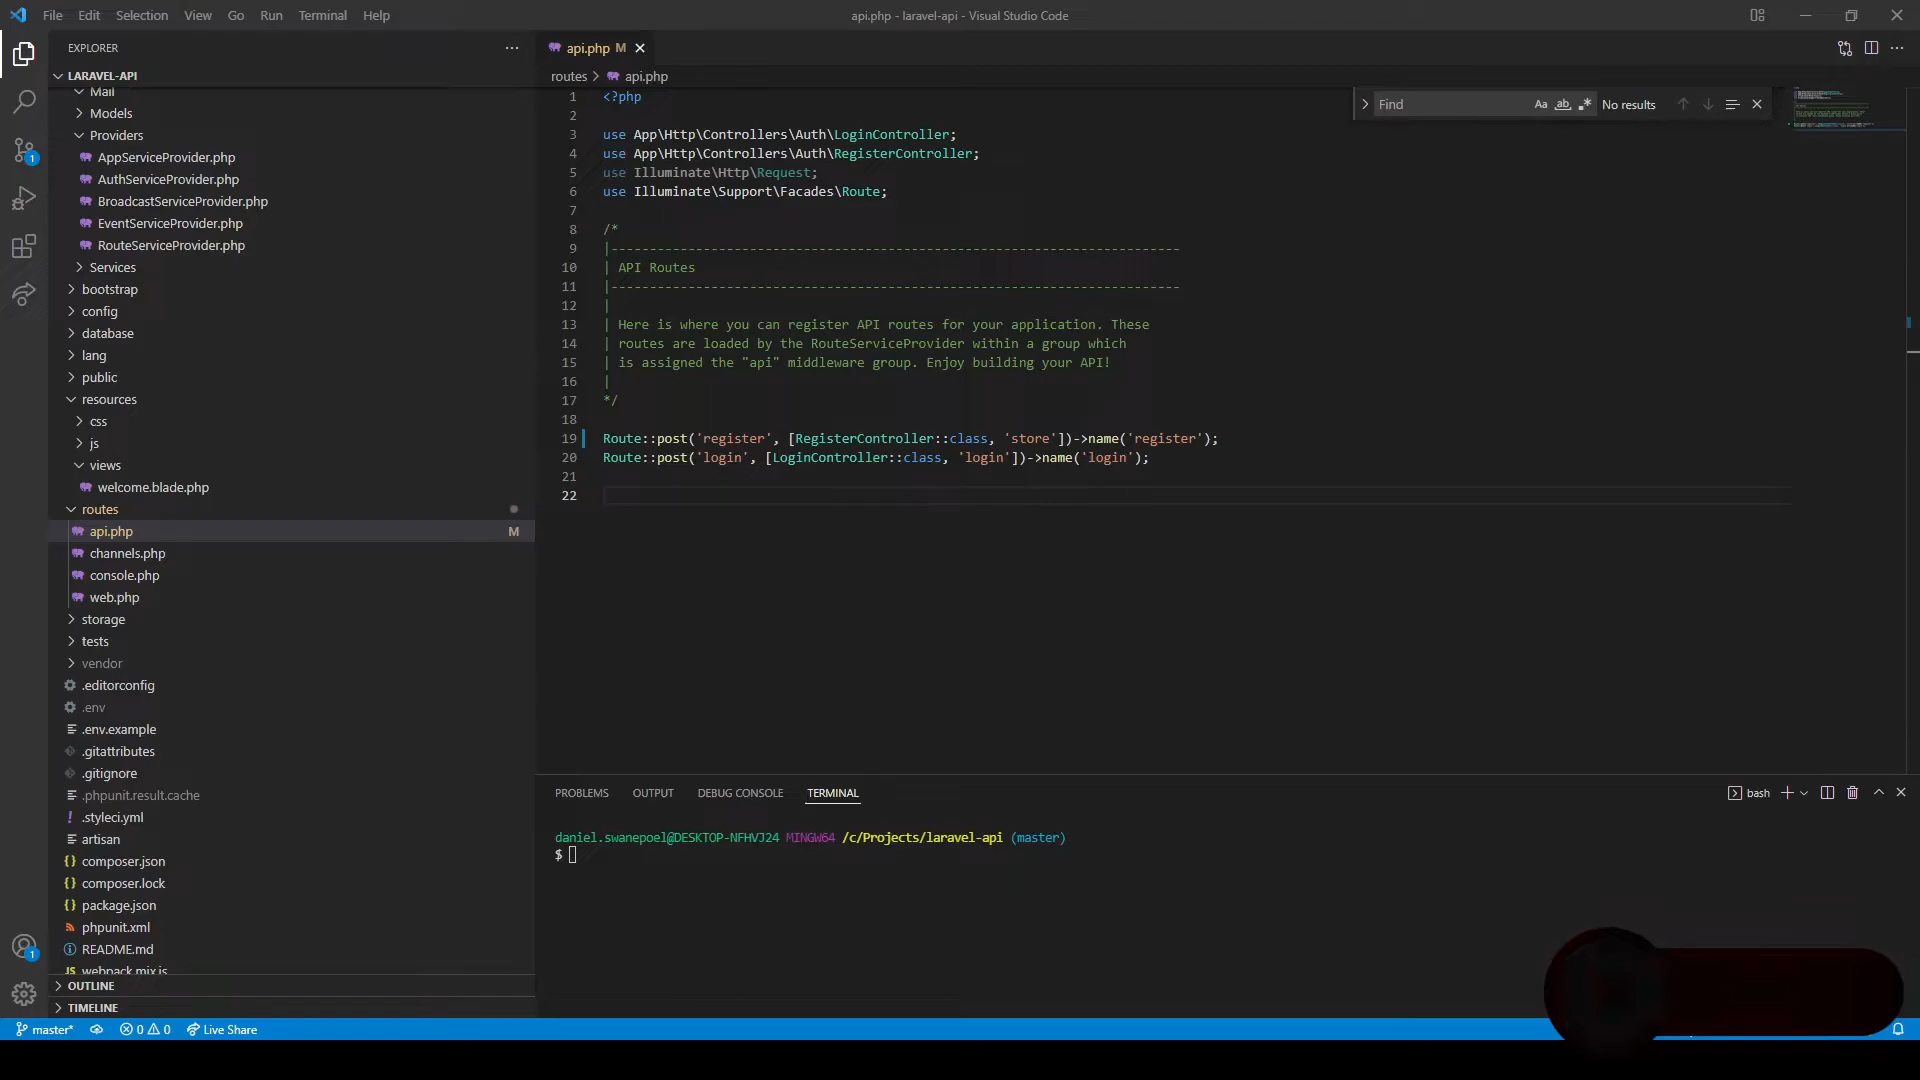 File Edit Selection View Go Run Terminal Help
api.php - laravel-api - Visual Studio Code
EXPLORER
LARAVEL-API
Mail
Models
Providers
AppServiceProvider.php
AuthServiceProvider.php
BroadcastServiceProvider.php
EventServiceProvider.php
RouteServiceProvider.php
Services
bootstrap
config
database
lang
public
resources
css
js
views
welcome.blade.php
routes
api.php M
channels.php
console.php
web.php
storage
tests
vendor
.editorconfig
.env
.env.example
.gitattributes
.gitignore
.phpunit.result.cache
.styleci.yml
artisan
composer.json
composer.lock
package.json
phpunit.xml
README.md
webpack.mix.js
OUTLINE
TIMELINE
1
1
api.php M
routes > api.php
Find
Aa ab No results
1 <?php
2
3 use App\Http\Controllers\Auth\LoginController;
4 use App\Http\Controllers\Auth\RegisterController;
5 use Illuminate\Http\Request;
6 use Illuminate\Support\Facades\Route;
7
8 /*
9 |--------------------------------------------------------------------------
10 | API Routes
11 |--------------------------------------------------------------------------
12 |
13 | Here is where you can register API routes for your application. These
14 | routes are loaded by the RouteServiceProvider within a group which
15 | is assigned the "api" middleware group. Enjoy building your API!
16 |
17 */
18
19 Route::post('register', [RegisterController::class, 'store'])->name('register');
20 Route::post('login', [LoginController::class, 'login'])->name('login');
21
22
PROBLEMS OUTPUT DEBUG CONSOLE TERMINAL
bash
daniel.swanepoel@DESKTOP-NFHVJ24 MINGW64 /c/Projects/laravel-api (master)
$
master* 0 0 Live Share